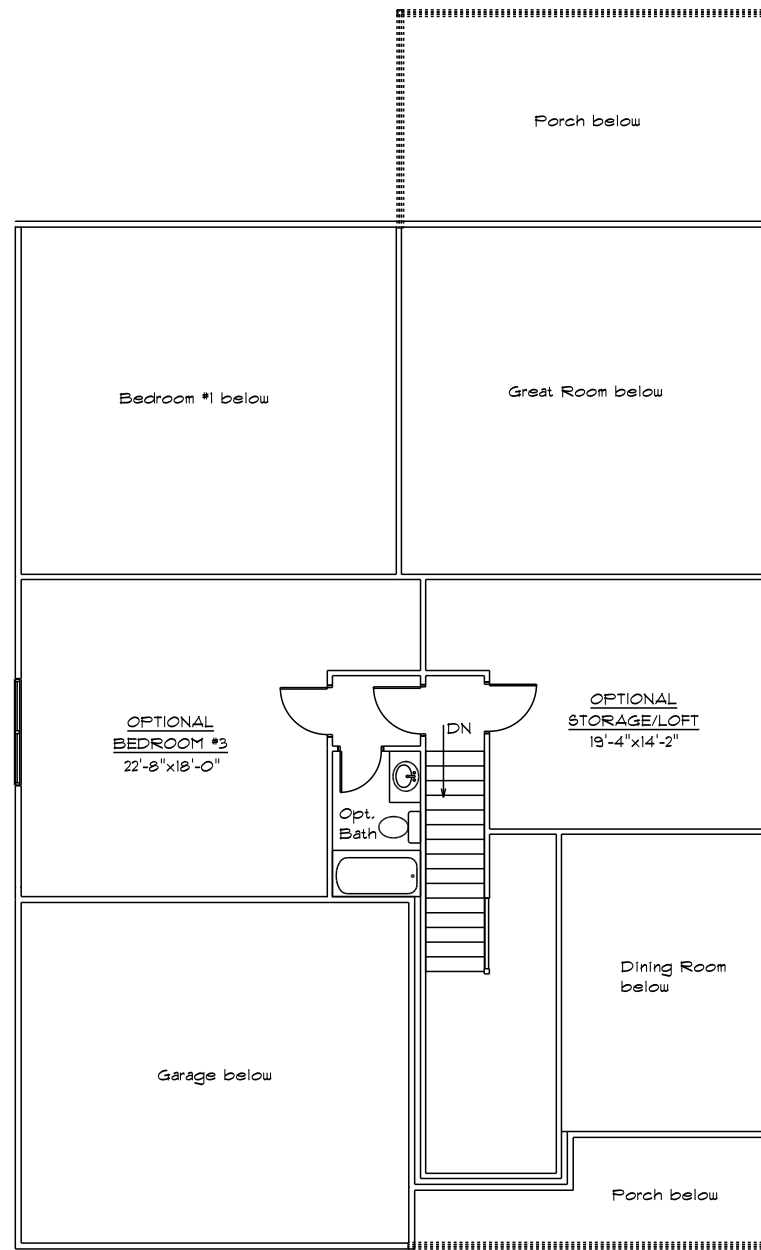 Porch below
Bedroom #1 below
Great Room below
OPTIONAL
BEDROOM #3
22'-8"x18'-0"
DN
OPTIONAL
STORAGE/LOFT
19'-4"x14'-2"
Opt.
Bath
Dining Room
below
Garage below
Porch below